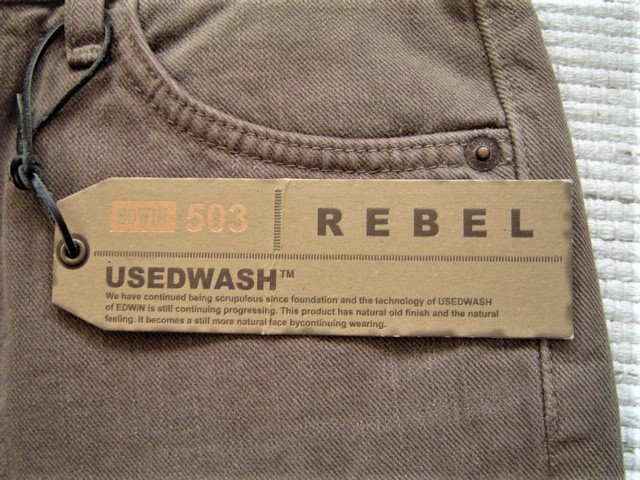 EDWIN 503 REBEL
USEDWASH™
We have continued being scrupulous since foundation and the technology of USEDWASH
of EDWIN is still continuing progressing. This product has natural old finish and the natural
feeling. It becomes a still more natural face bycontinuing wearing.